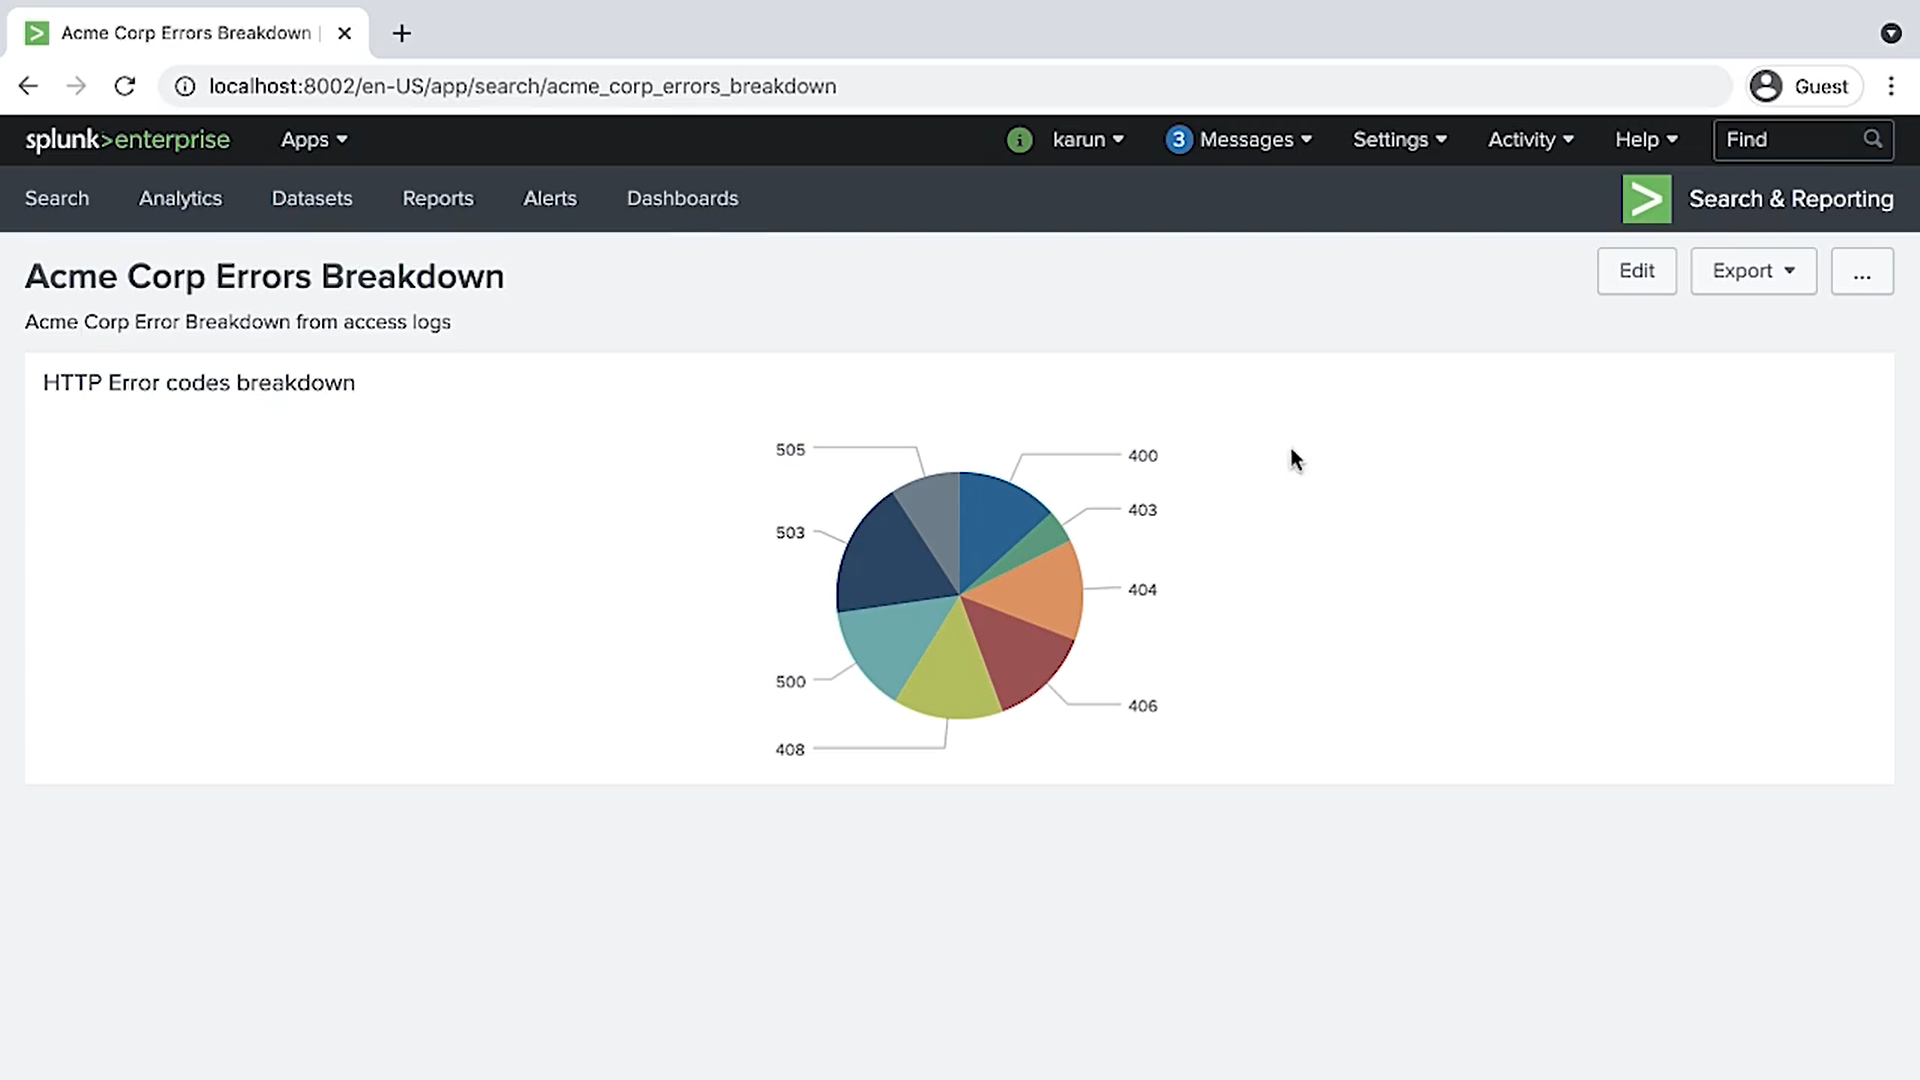 Acme Corp Errors Breakdown |
localhost:8002/en-US/app/search/acme_corp_errors_breakdown
Guest
splunk>enterprise
Apps
i
karun
3
Messages
Settings
Activity
Help
Find
Search
Analytics
Datasets
Reports
Alerts
Dashboards
Search & Reporting
Acme Corp Errors Breakdown
Edit
Export
...
Acme Corp Error Breakdown from access logs
HTTP Error codes breakdown
505
400
403
503
404
500
406
408